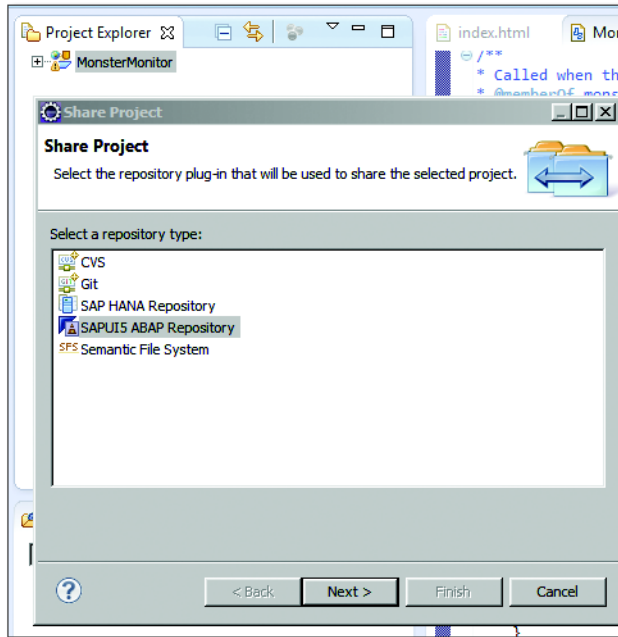 Project Explorer
index.html
Mor
MonsterMonitor
/**
* Called when th
* @memberOf mons
Share Project
Share Project
Select the repository plug-in that will be used to share the selected project.
Select a repository type:
CVS
Git
SAP HANA Repository
SAPUI5 ABAP Repository
SFS Semantic File System
?
< Back
Next >
Finish
Cancel
}